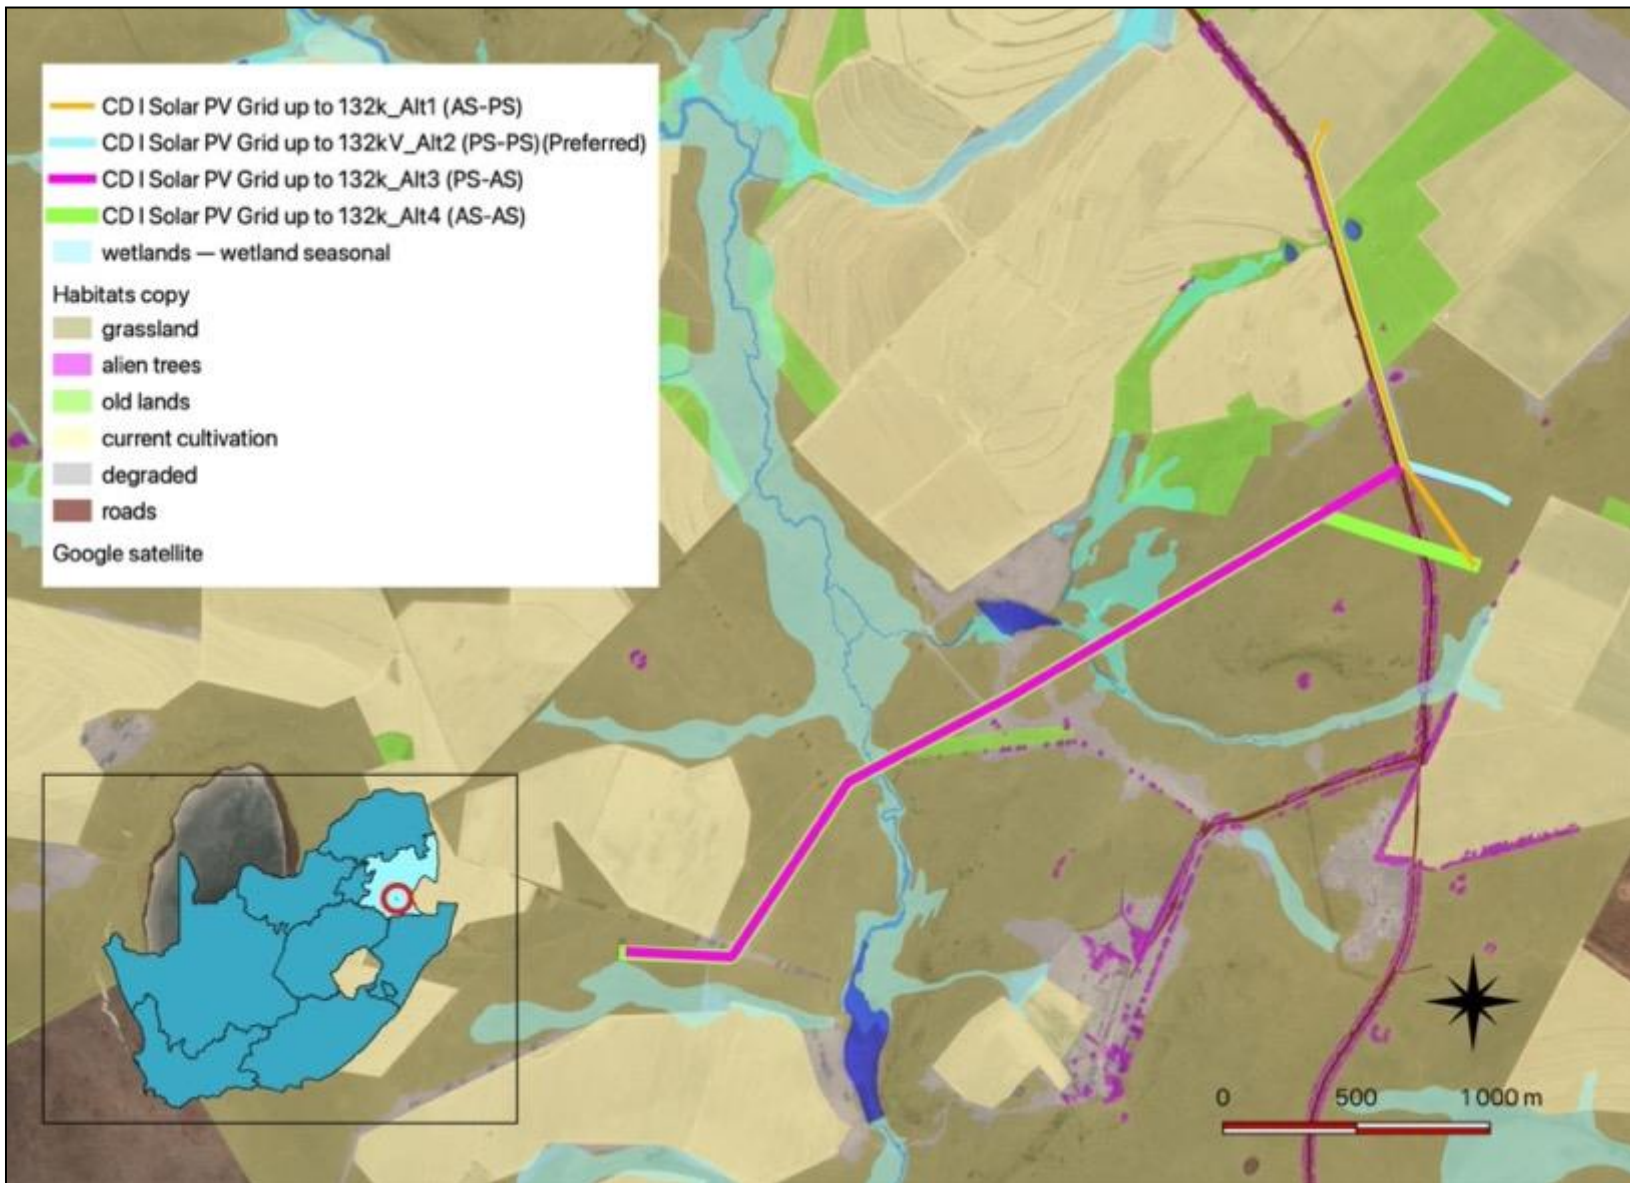 CD I Solar PV Grid up to 132k_Alt1 (AS-PS)
CD I Solar PV Grid up to 132kV_Alt2 (PS-PS)(Preferred)
CD I Solar PV Grid up to 132k_Alt3 (PS-AS)
CD I Solar PV Grid up to 132k_Alt4 (AS-AS)
wetlands — wetland seasonal
Habitats copy
grassland
alien trees
old lands
current cultivation
degraded
roads
Google satellite
0 500 1 000 m